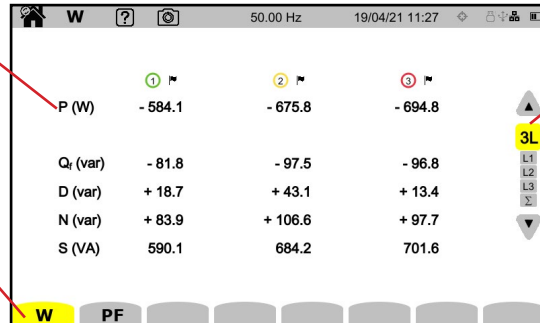 W ? 50.00 Hz 19/04/21 11:27
1 2 3
P (W) - 584.1 - 675.8 - 694.8
3L
L1
L2
L3
Σ
Qf (var) - 81.8 - 97.5 - 96.8
D (var) + 18.7 + 43.1 + 13.4
N (var) + 83.9 + 106.6 + 97.7
S (VA) 590.1 684.2 701.6
W PF